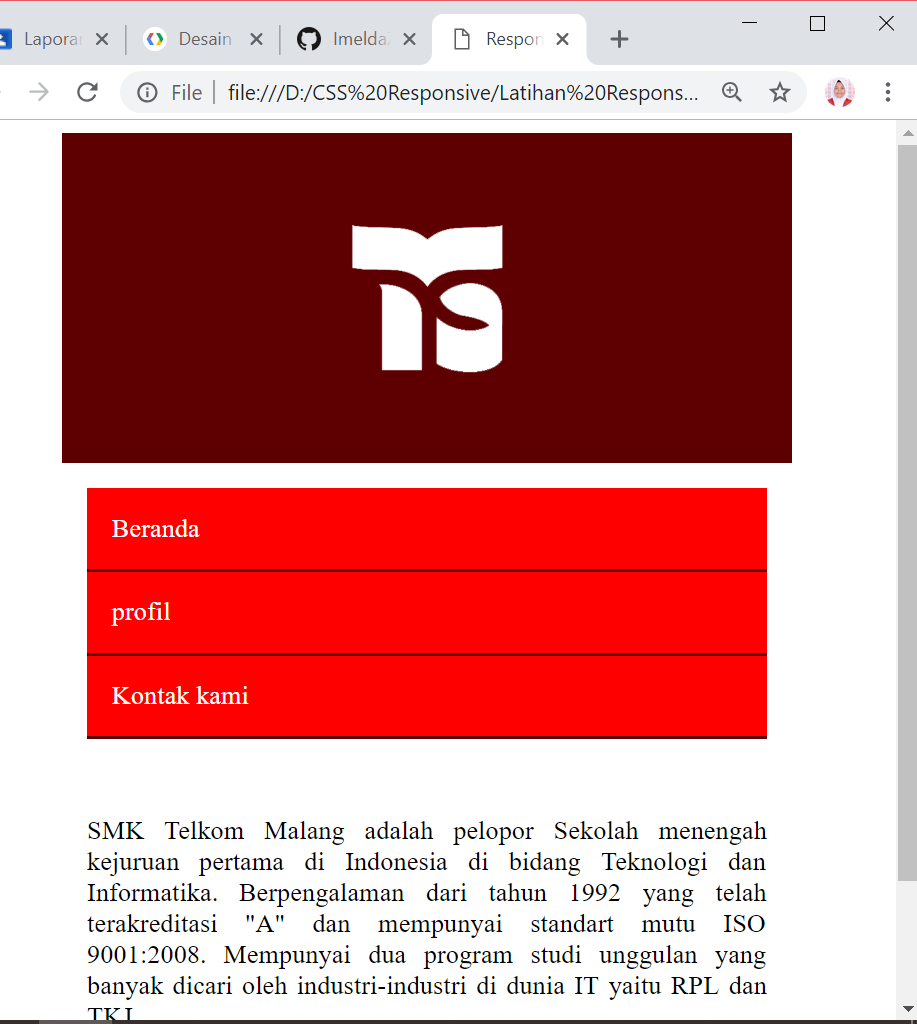 Lapora
Desain
Imelda
Respon
File
file:///D:/CSS%20Responsive/Latihan%20Respons...
Beranda
profil
Kontak kami
SMK Telkom Malang adalah pelopor Sekolah menengah
kejuruan pertama di Indonesia di bidang Teknologi dan
Informatika. Berpengalaman dari tahun 1992 yang telah
terakreditasi "A" dan mempunyai standart mutu ISO
9001:2008. Mempunyai dua program studi unggulan yang
banyak dicari oleh industri-industri di dunia IT yaitu RPL dan
TKJ